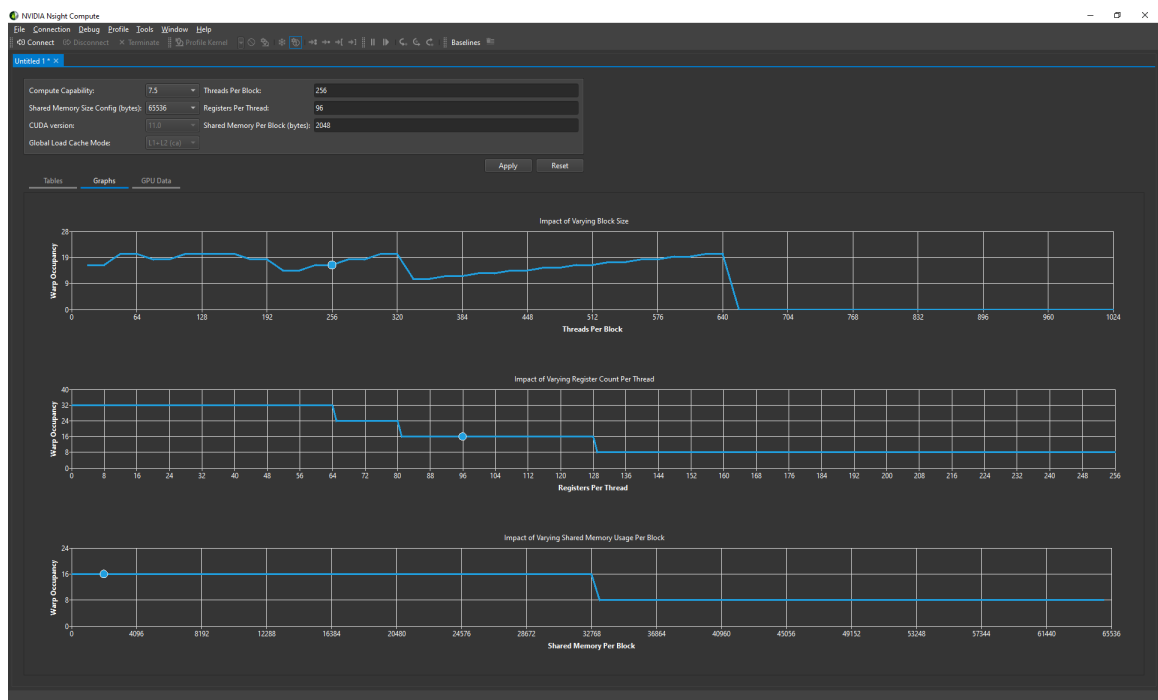 NVIDIA Nsight Compute
File Connection Debug Profile Tools Window Help
Connect Disconnect Terminate Profile Kernel Baselines
Untitled 1 *
Compute Capability: 7.5 Threads Per Block: 256
Shared Memory Size Config (bytes): 65536 Registers Per Thread: 96
CUDA version: 11.0 Shared Memory Per Block (bytes): 2048
Global Load Cache Mode: L1+L2 (ca)
Apply Reset
Tables Graphs GPU Data
Impact of Varying Block Size
Warp Occupancy
28
19
9
0
0 64 128 192 256 320 384 448 512 576 640 704 768 832 896 960 1024
Threads Per Block
Impact of Varying Register Count Per Thread
Warp Occupancy
40
32
24
16
8
0
0 8 16 24 32 40 48 56 64 72 80 88 96 104 112 120 128 136 144 152 160 168 176 184 192 200 208 216 224 232 240 248 256
Registers Per Thread
Impact of Varying Shared Memory Usage Per Block
Warp Occupancy
24
16
8
0
0 4096 8192 12288 16384 20480 24576 28672 32768 36864 40960 45056 49152 53248 57344 61440 65536
Shared Memory Per Block